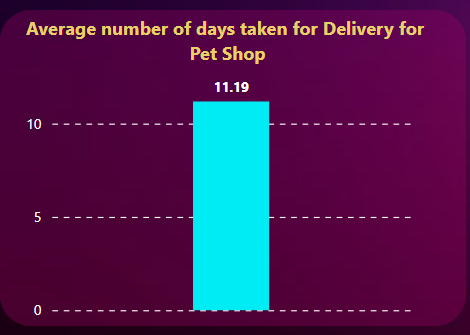 Average number of days taken for Delivery for
Pet Shop
11.19
10
5
0